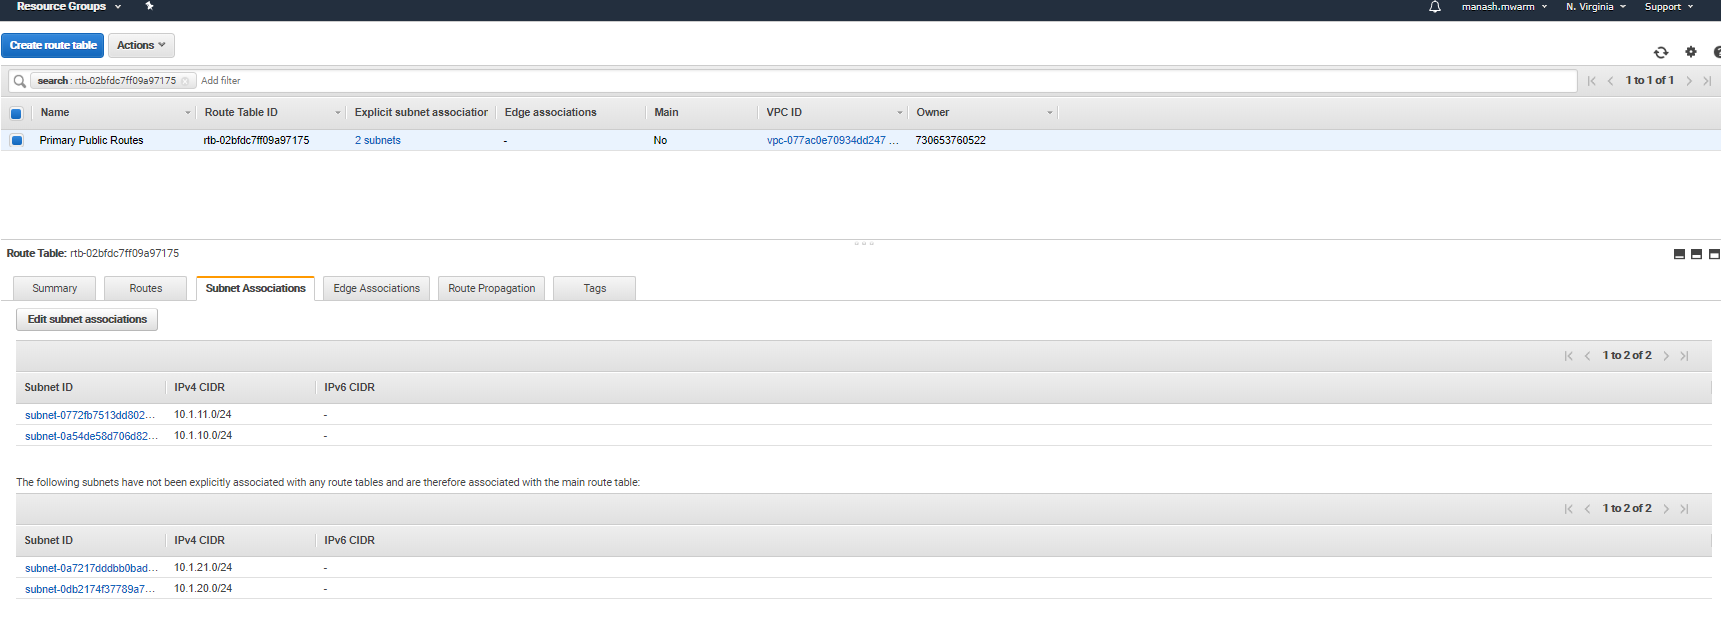 Resource Groups manash.mwarm N. Virginia Support
Create route table Actions
search : rtb-02bfdc7ff09a97175 Add filter 1 to 1 of 1
Name Route Table ID Explicit subnet association Edge associations Main VPC ID Owner
Primary Public Routes rtb-02bfdc7ff09a97175 2 subnets - No vpc-077ac0e70934dd247 ... 730653760522
Route Table: rtb-02bfdc7ff09a97175
Summary Routes Subnet Associations Edge Associations Route Propagation Tags
Edit subnet associations
1 to 2 of 2
Subnet ID IPv4 CIDR IPv6 CIDR
subnet-0772fb7513dd802... 10.1.11.0/24 -
subnet-0a54de58d706d82... 10.1.10.0/24 -
The following subnets have not been explicitly associated with any route tables and are therefore associated with the main route table:
1 to 2 of 2
Subnet ID IPv4 CIDR IPv6 CIDR
subnet-0a7217dddbb0bad... 10.1.21.0/24 -
subnet-0db2174f37789a7... 10.1.20.0/24 -